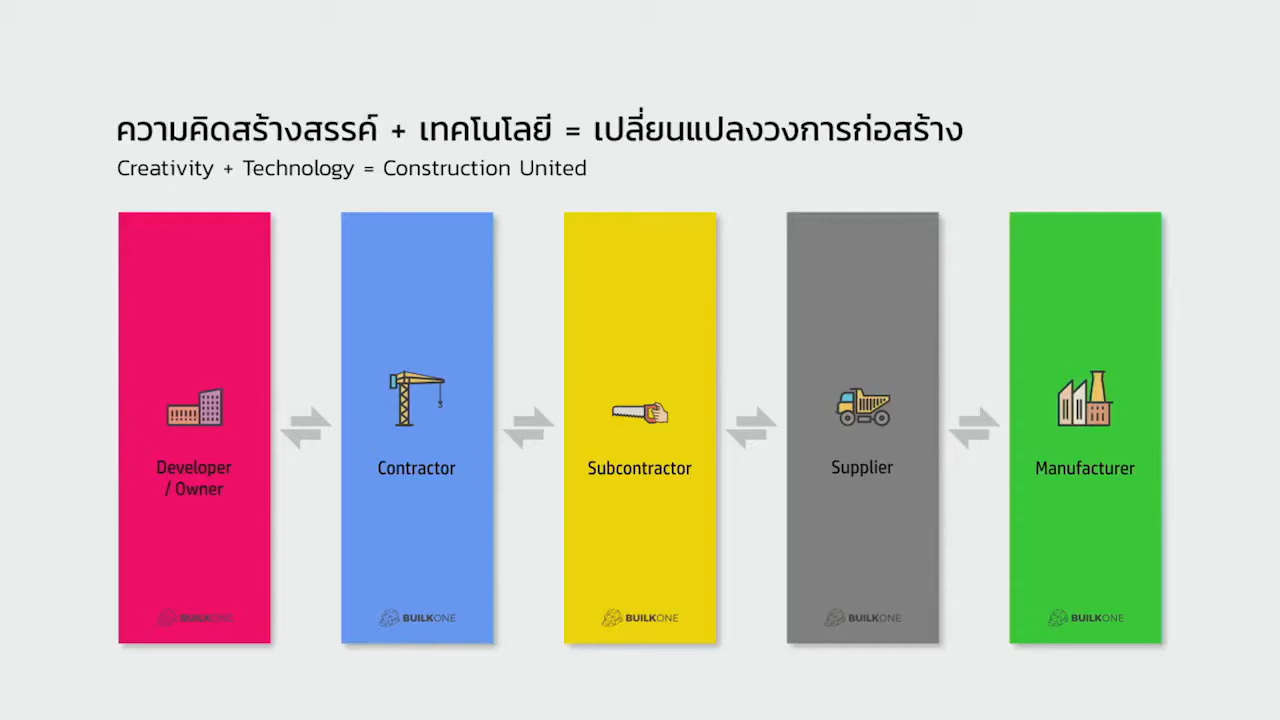 ความคิดสร้างสรรค์ + เทคโนโลยี = เปลี่ยนแปลงวงการก่อสร้าง
Creativity + Technology = Construction United
Developer
/ Owner
Contractor
Subcontractor
Supplier
Manufacturer
BUILKONE
BUILKONE
BUILKONE
BUILKONE
BUILKONE